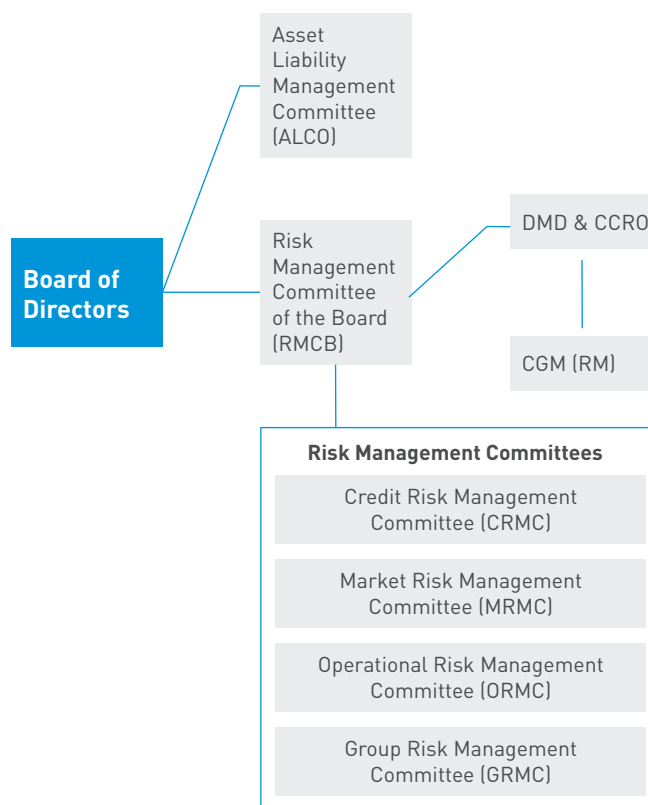 Asset
Liability
Management
Committee
(ALCO)
Board of
Directors
Risk
Management
Committee
of the Board
(RMCB)
DMD & CCRO
CGM (RM)
Risk Management Committees
Credit Risk Management
Committee (CRMC)
Market Risk Management
Committee (MRMC)
Operational Risk Management
Committee (ORMC)
Group Risk Management
Committee (GRMC)